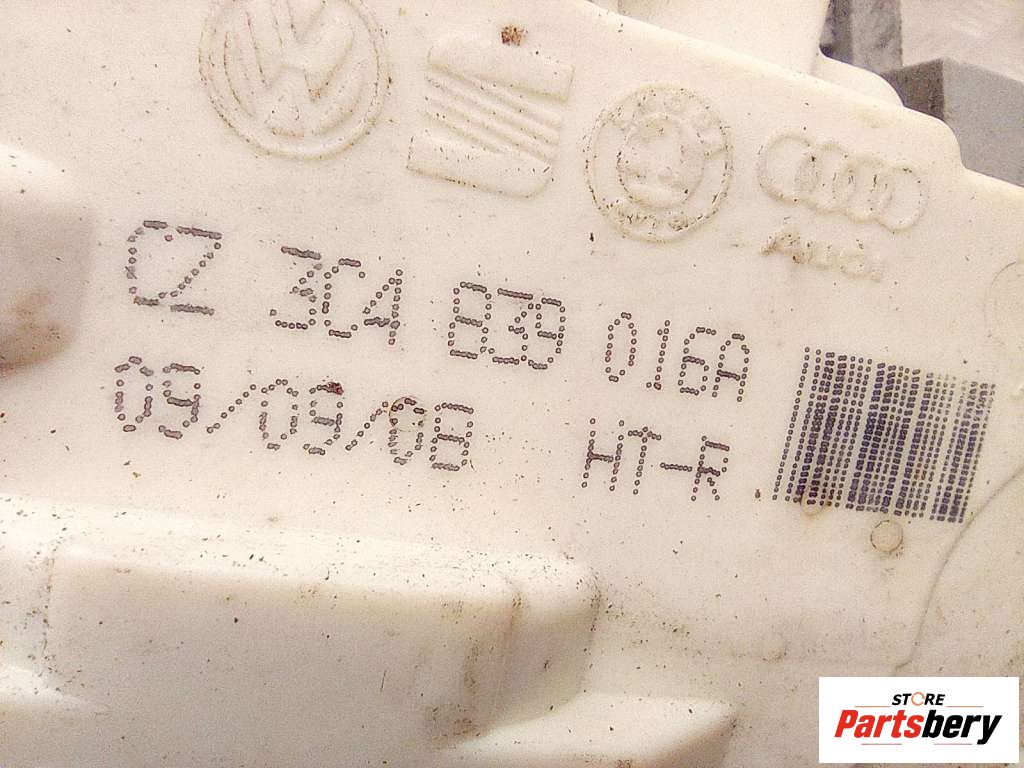 Audi
CZ 3C4 839 016A
09/09/08 HT-R
STORE
Partsbery